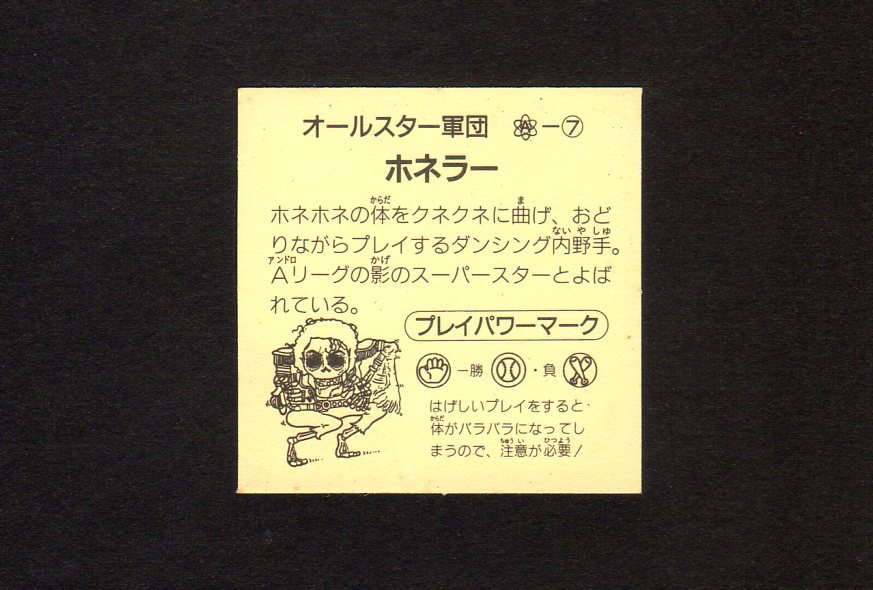 オールスター軍団 A－⑦
ホネラー
ホネホネの体をクネクネに曲げ、おど
りながらプレイするダンシング内野手。
Aリーグの影のスーパースターとよば
れている。
プレイパワーマーク
－勝 ・負
はげしいプレイをすると・
体がバラバラになってし
まうので、注意が必要！